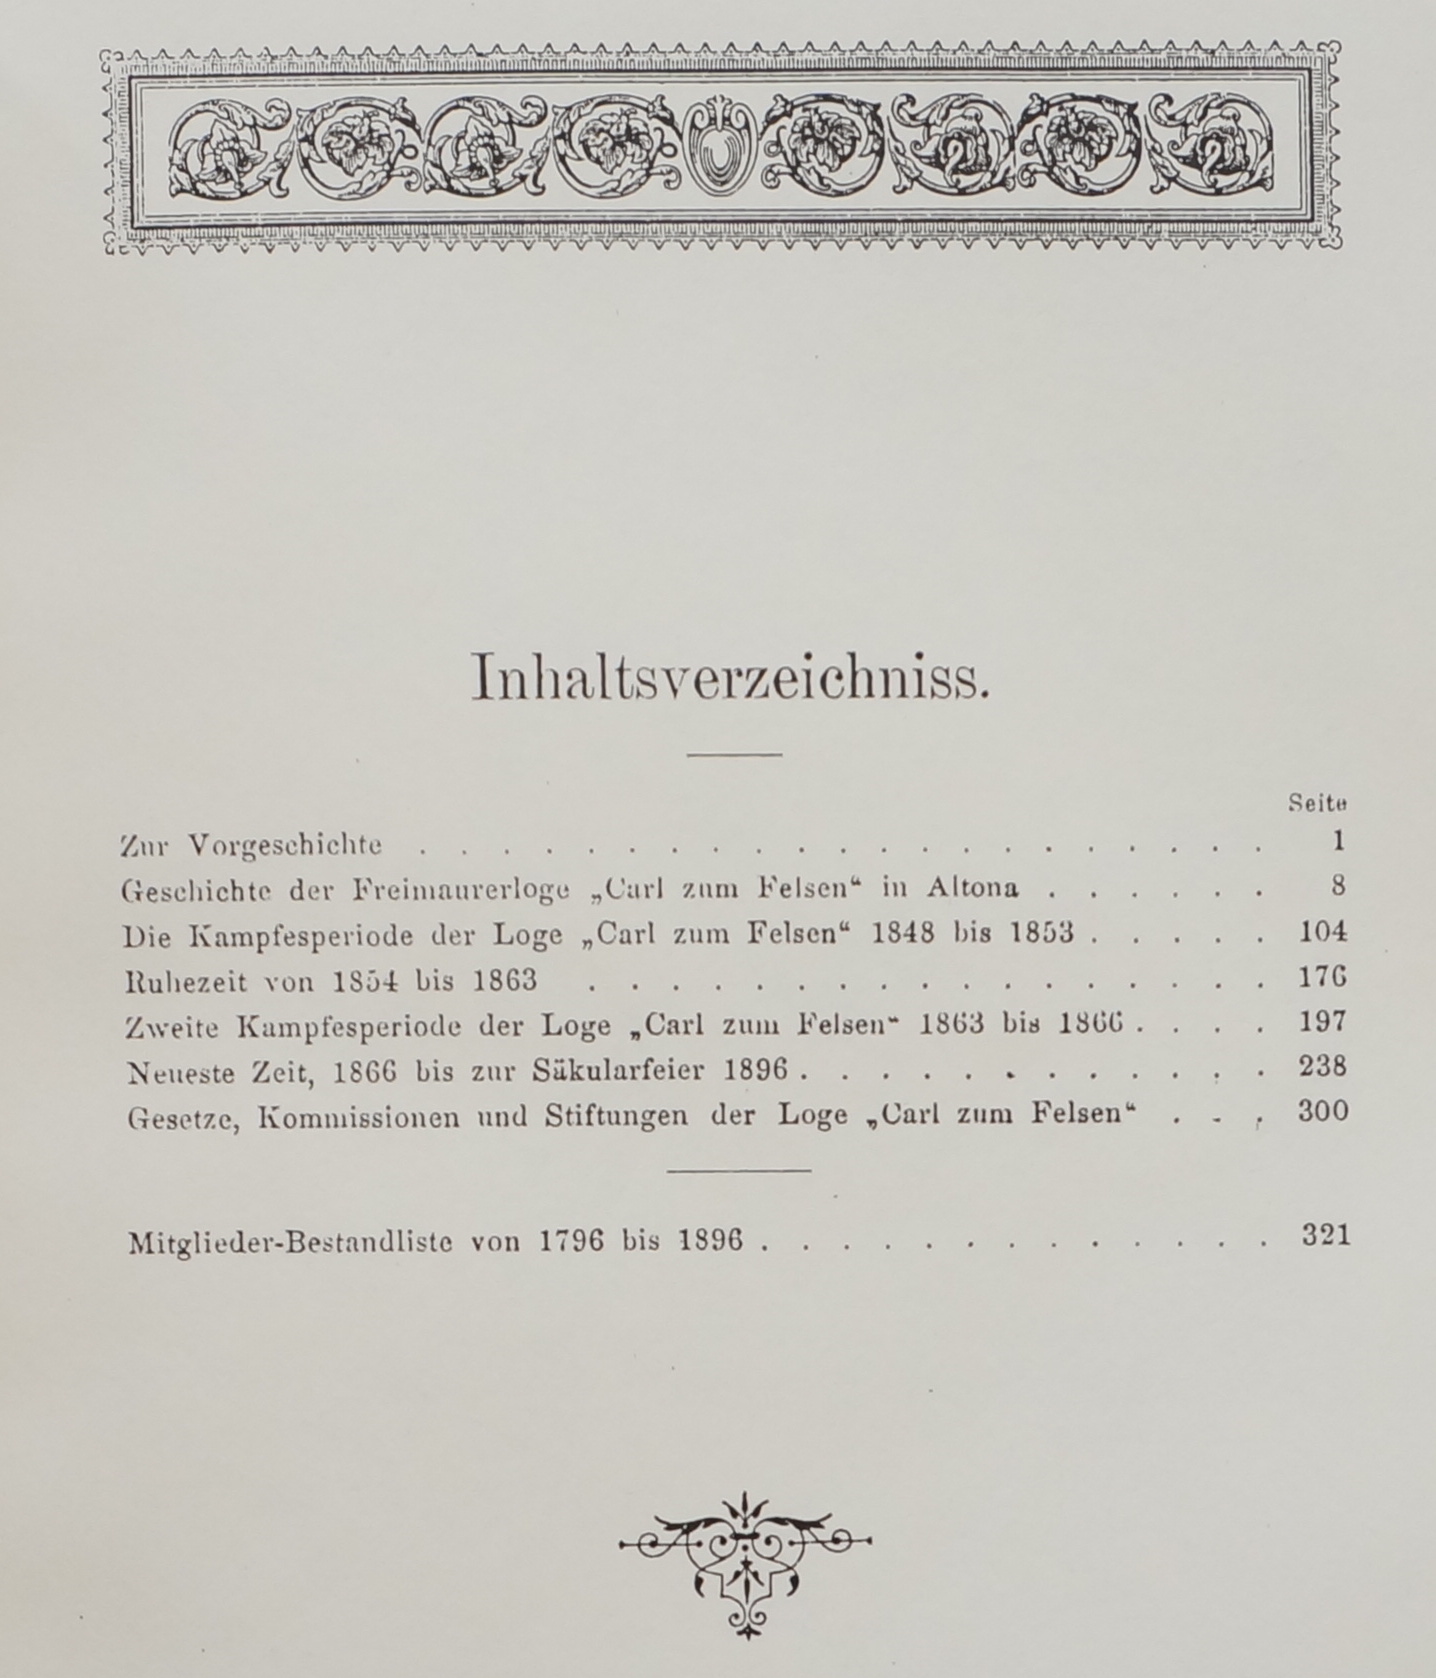 Inhaltsverzeichniss.
Seite
Zur Vorgeschichte . . . . . . . . . . . . . . . . . . . . . 1
Geschichte der Freimaurerloge „Carl zum Felsen“ in Altona . . . . . . 8
Die Kampfesperiode der Loge „Carl zum Felsen“ 1848 bis 1853 . . . . . 104
Ruhezeit von 1854 bis 1863 . . . . . . . . . . . . . . . . . 176
Zweite Kampfesperiode der Loge „Carl zum Felsen“ 1863 bis 1866 . . . . 197
Neueste Zeit, 1866 bis zur Säkularfeier 1896 . . . . . . . . . . . . 238
Gesetze, Kommissionen und Stiftungen der Loge „Carl zum Felsen“ . . . 300
Mitglieder-Bestandliste von 1796 bis 1896 . . . . . . . . . . . . . 321